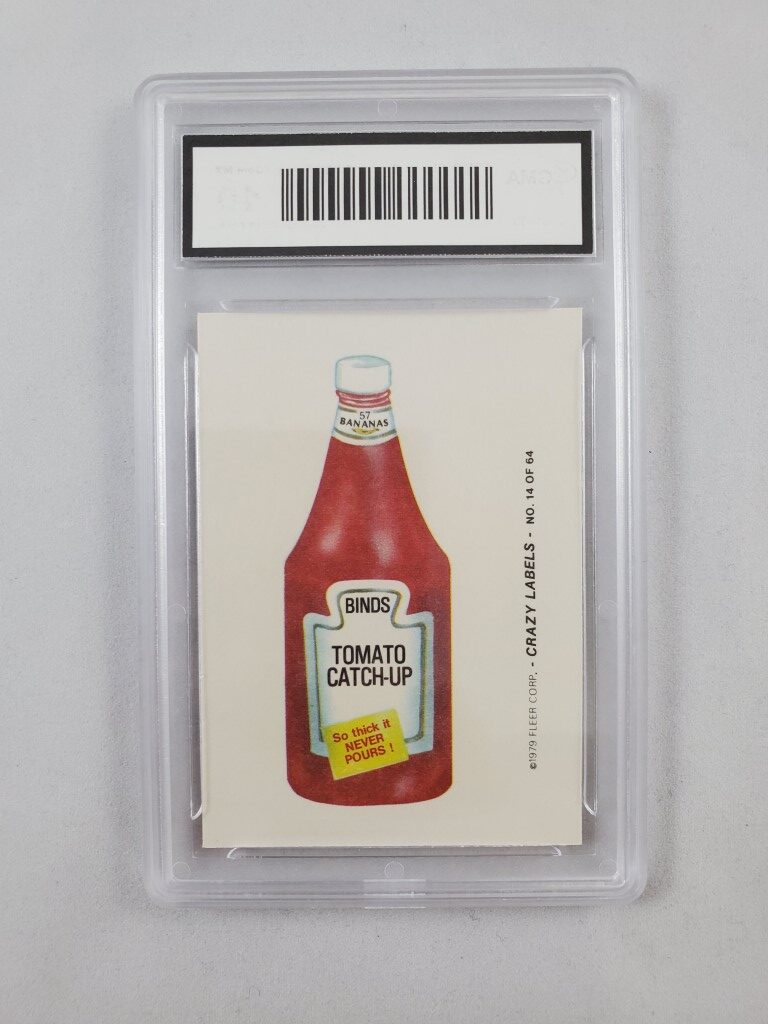 57
BANANAS
BINDS
TOMATO
CATCH-UP
So thick it
NEVER
POURS !
©1979 FLEER CORP. - CRAZY LABELS - NO. 14 OF 64